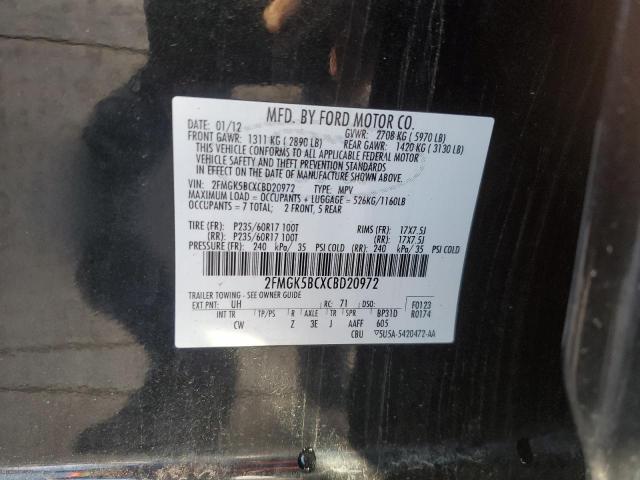 MFD. BY FORD MOTOR CO.
DATE: 01/12 GVWR: 2708 KG ( 5970 LB)
FRONT GAWR: 1311 KG ( 2890 LB) REAR GAWR: 1420 KG ( 3130 LB)
THIS VEHICLE CONFORMS TO ALL APPLICABLE FEDERAL MOTOR
VEHICLE SAFETY AND THEFT PREVENTION STANDARDS IN EFFECT ON
THE DATE OF MANUFACTURE SHOWN ABOVE.
VIN: 2FMGK5BCXCBD20972 TYPE: MPV
MAXIMUM LOAD = OCCUPANTS + LUGGAGE = 526KG/1160LB
OCCUPANTS = 7 TOTAL; 2 FRONT, 5 REAR
TIRE (FR): P235/60R17 100T RIMS (FR): 17X7.5J
(RR): P235/60R17 100T (RR): 17X7.5J
PRESSURE (FR): 240 kPa/ 35 PSI COLD (RR): 240 kPa/ 35 PSI COLD
2FMGK5BCXCBD20972
TRAILER TOWING - SEE OWNER GUIDE
EXT PNT: UH RC: 71 DSO: F0123
INT TR TP/PS R AXLE TR SPR BP31D R0174
CW Z 3E J AAFF 605
CBU 5U5A-5420472-AA